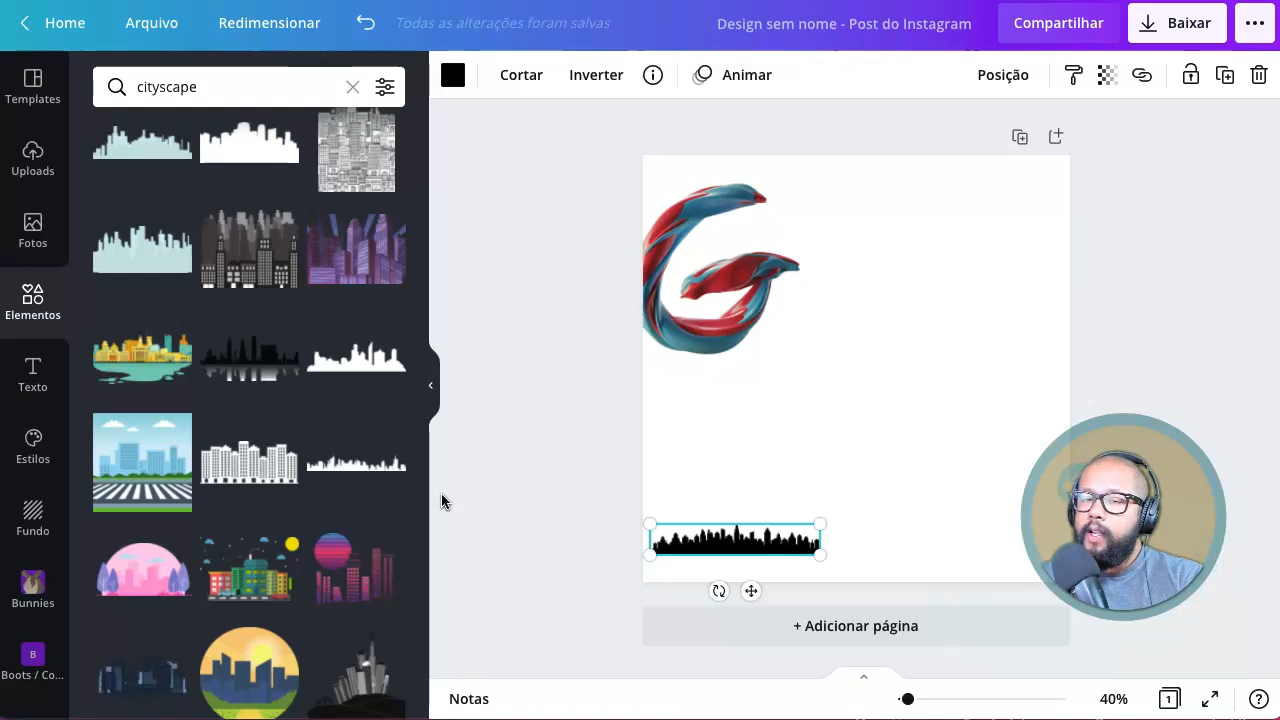 Home
Arquivo
Redimensionar
Todas as alterações foram salvas
Design sem nome - Post do Instagram
Compartilhar
Baixar
Templates
Uploads
Fotos
Elementos
Texto
Estilos
Fundo
Bunnies
B
Boots / Co...
cityscape
Cortar
Inverter
Animar
Posição
G
+ Adicionar página
Notas
40%
1